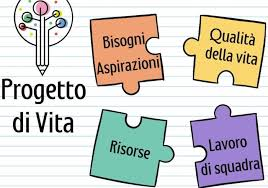 Progetto
di Vita
Bisogni
Aspirazioni
Qualità
della vita
Risorse
Lavoro
di squadra